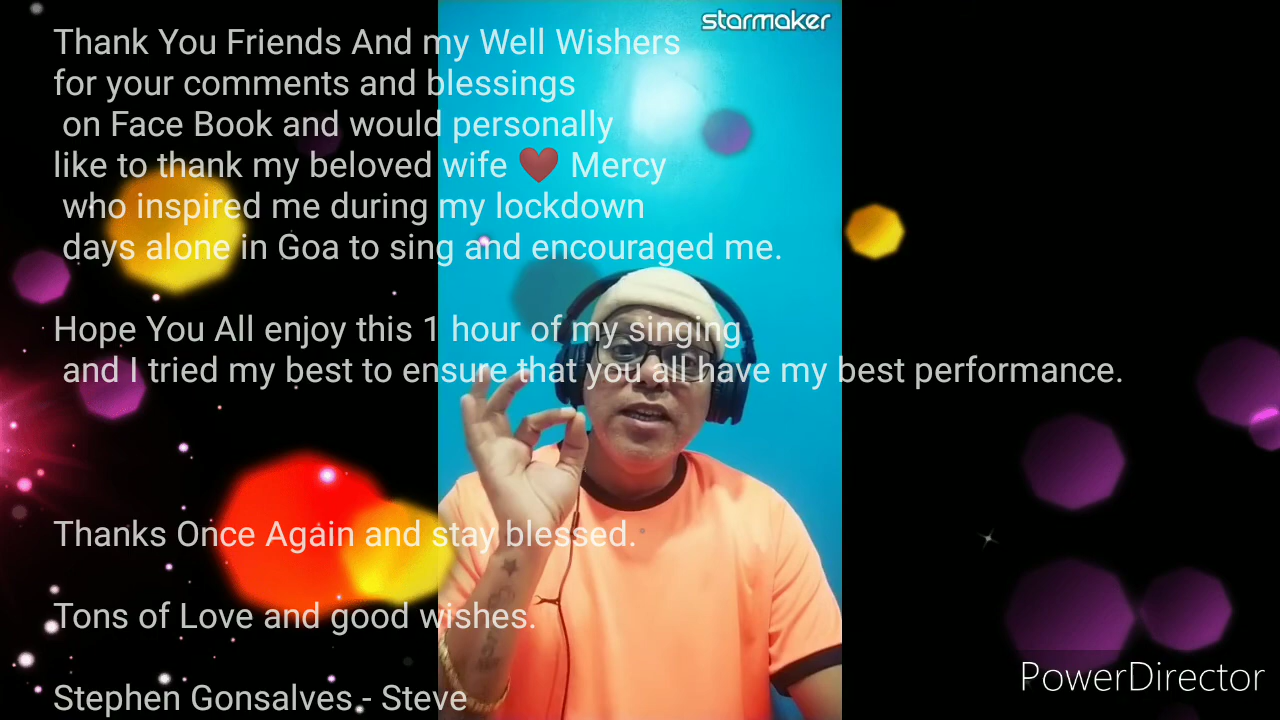 starmaker
Thank You Friends And my Well Wishers
for your comments and blessings
on Face Book and would personally
like to thank my beloved wife ❤️ Mercy
who inspired me during my lockdown
days alone in Goa to sing and encouraged me.
Hope You All enjoy this 1 hour of my singing
and I tried my best to ensure that you all have my best performance.
Thanks Once Again and stay blessed.
Tons of Love and good wishes.
Stephen Gonsalves - Steve
PowerDirector